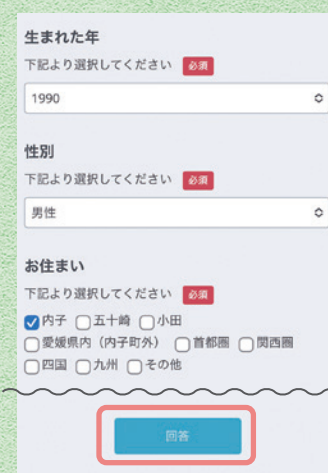 生まれた年
下記より選択してください 必須
1990
性別
下記より選択してください 必須
男性
お住まい
下記より選択してください 必須
内子 五十崎 小田
愛媛県内（内子町外） 首都圏 関西圏
四国 九州 その他
回答